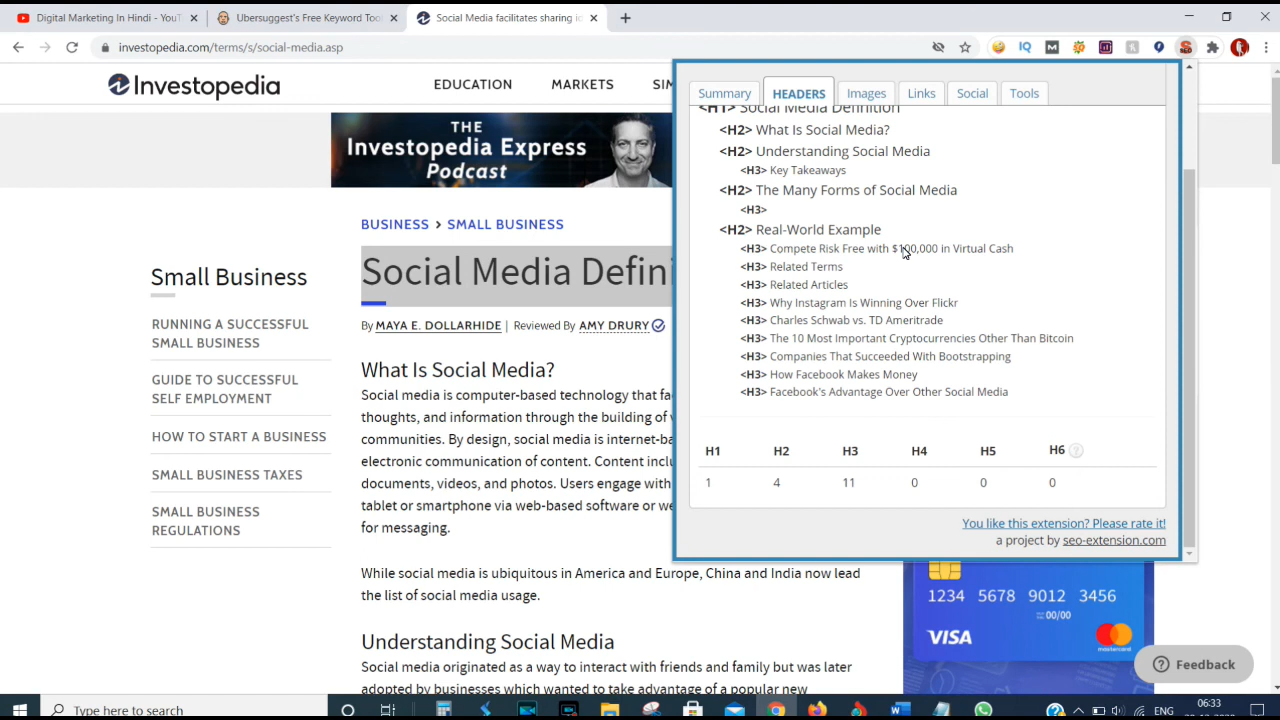 Digital Marketing In Hindi - YouT
Ubersuggest's Free Keyword Too
Social Media facilitates sharing i
investopedia.com/terms/s/social-media.asp
IQ
M
Investopedia
EDUCATION
MARKETS
SIM
THE
Investopedia Express
Podcast
BUSINESS > SMALL BUSINESS
Small Business
RUNNING A SUCCESSFUL
SMALL BUSINESS
GUIDE TO SUCCESSFUL
SELF EMPLOYMENT
HOW TO START A BUSINESS
SMALL BUSINESS TAXES
SMALL BUSINESS
REGULATIONS
Social Media Defini
By MAYA E. DOLLARHIDE | Reviewed By AMY DRURY
What Is Social Media?
Social media is computer-based technology that fa
thoughts, and information through the building of v
communities. By design, social media is internet-ba
electronic communication of content. Content inclu
documents, videos, and photos. Users engage with
tablet or smartphone via web-based software or we
for messaging.
While social media is ubiquitous in America and Europe, China and India now lead
the list of social media usage.
Understanding Social Media
Social media originated as a way to interact with friends and family but was later
adopted by businesses which wanted to take advantage of a popular new
Summary
HEADERS
Images
Links
Social
Tools
<H1> Social Media Definition
<H2> What Is Social Media?
<H2> Understanding Social Media
<H3> Key Takeaways
<H2> The Many Forms of Social Media
<H3>
<H2> Real-World Example
<H3> Compete Risk Free with $100,000 in Virtual Cash
<H3> Related Terms
<H3> Related Articles
<H3> Why Instagram Is Winning Over Flickr
<H3> Charles Schwab vs. TD Ameritrade
<H3> The 10 Most Important Cryptocurrencies Other Than Bitcoin
<H3> Companies That Succeeded With Bootstrapping
<H3> How Facebook Makes Money
<H3> Facebook's Advantage Over Other Social Media
H1 H2 H3 H4 H5 H6 ?
1 4 11 0 0 0
You like this extension? Please rate it!
a project by seo-extension.com
1234 5678 9012 3456
00/00
VISA
mastercard
Feedback
Type here to search
ENG
06:33